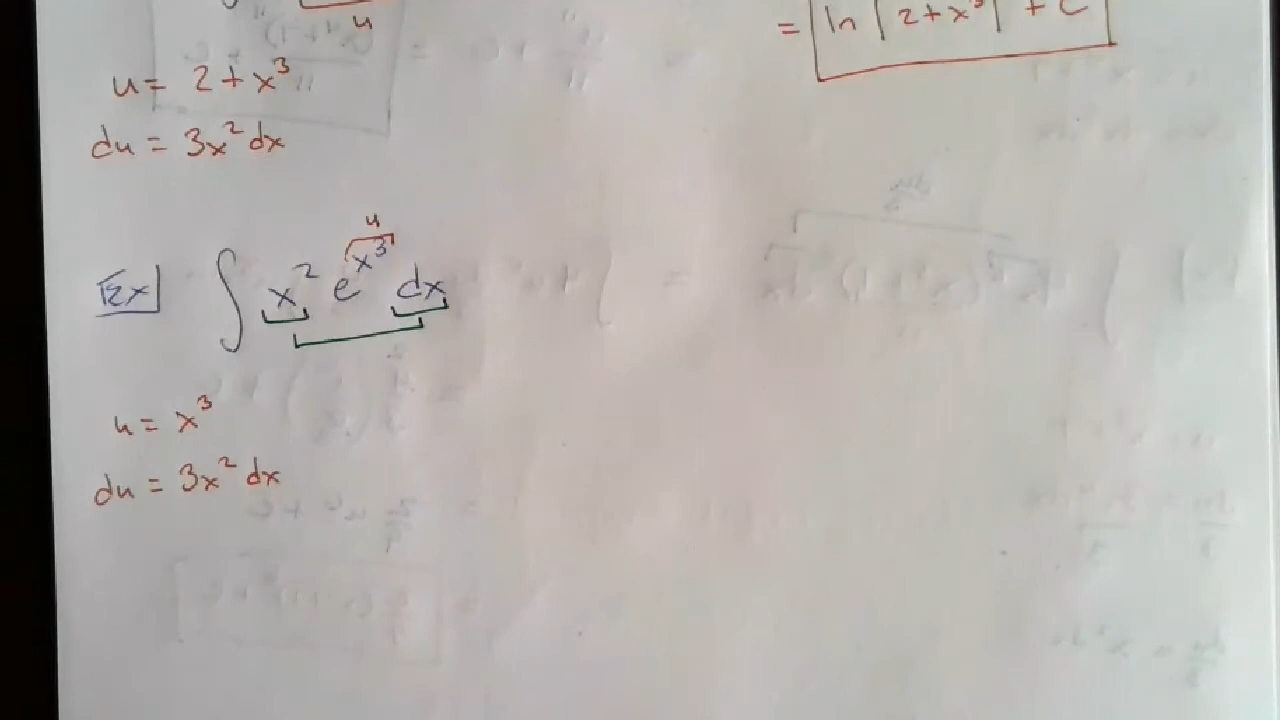 u
= ln | 2 + x³ | + C
u = 2 + x³
du = 3x² dx
u
Ex ∫ x² e^{x³} dx
u = x³
du = 3x² dx